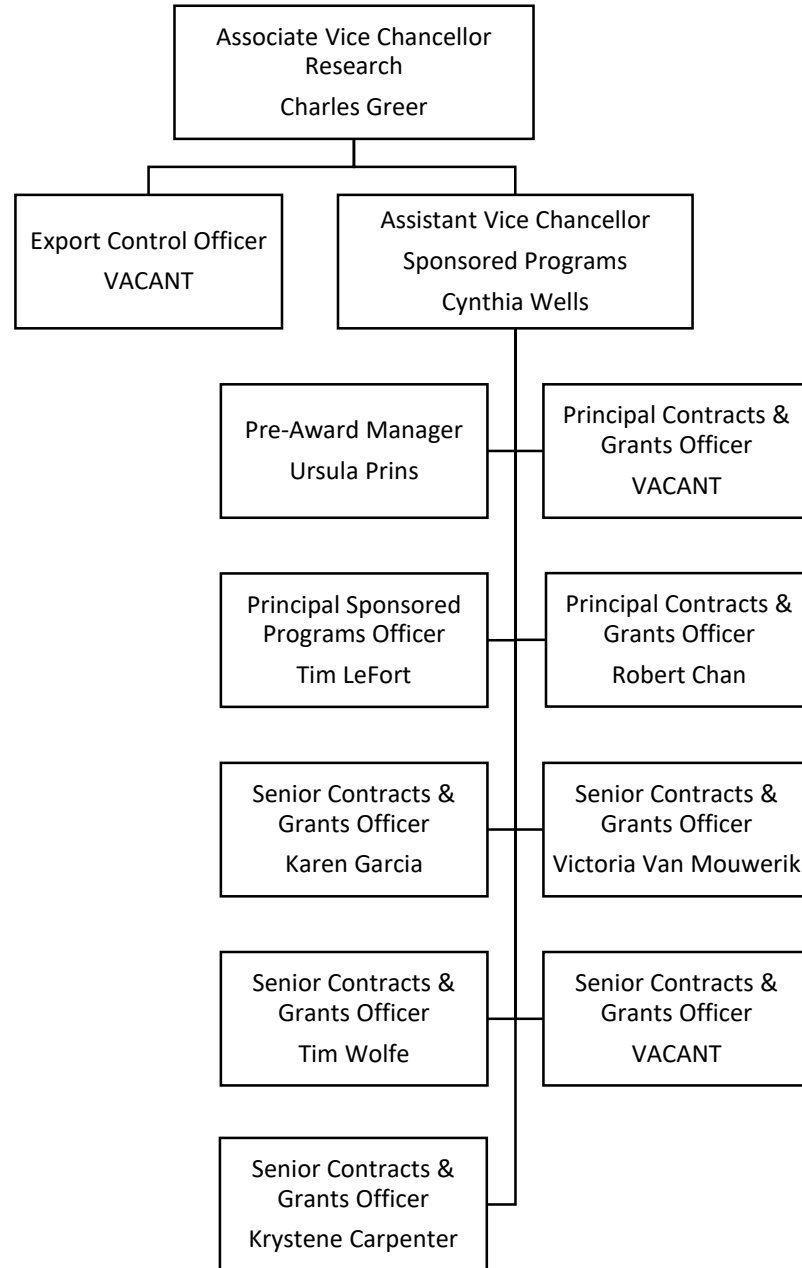 Associate Vice Chancellor
Research
Charles Greer
Export Control Officer
VACANT
Assistant Vice Chancellor
Sponsored Programs
Cynthia Wells
Pre-Award Manager
Ursula Prins
Principal Contracts &
Grants Officer
VACANT
Principal Sponsored
Programs Officer
Tim LeFort
Principal Contracts &
Grants Officer
Robert Chan
Senior Contracts &
Grants Officer
Karen Garcia
Senior Contracts &
Grants Officer
Victoria Van Mouwerik
Senior Contracts &
Grants Officer
Tim Wolfe
Senior Contracts &
Grants Officer
VACANT
Senior Contracts &
Grants Officer
Krystene Carpenter